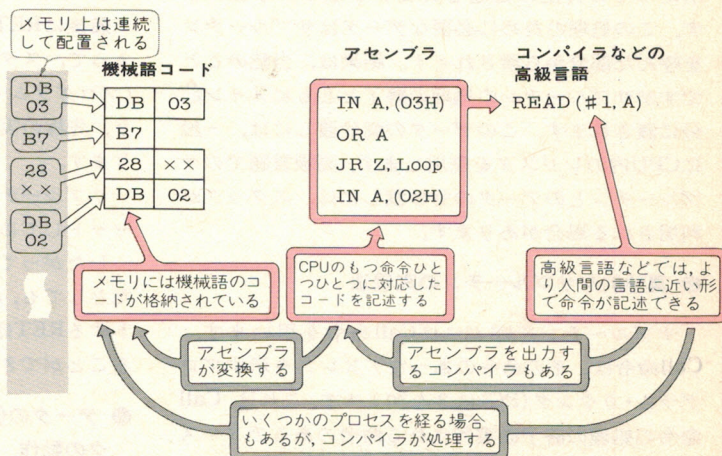 メモリ上は連続
して配置される
機械語コード
アセンブラ
コンパイラなどの
高級言語
DB
03
B7
28
××
DB
02
DB 03
B7
28 ××
DB 02
IN A,(03H)
OR A
JR Z, Loop
IN A,(02H)
READ(#1,A)
メモリには機械語のコー
ドが格納されている
CPUのもつ命令ひと
つひとつに対応した
コードを記述する
高級言語などでは,よ
り人間の言語に近い形
で命令が記述できる
アセンブラ
が変換する
アセンブラを出力す
るコンパイラもある
いくつかのプロセスを経る場合
もあるが,コンパイラが処理する